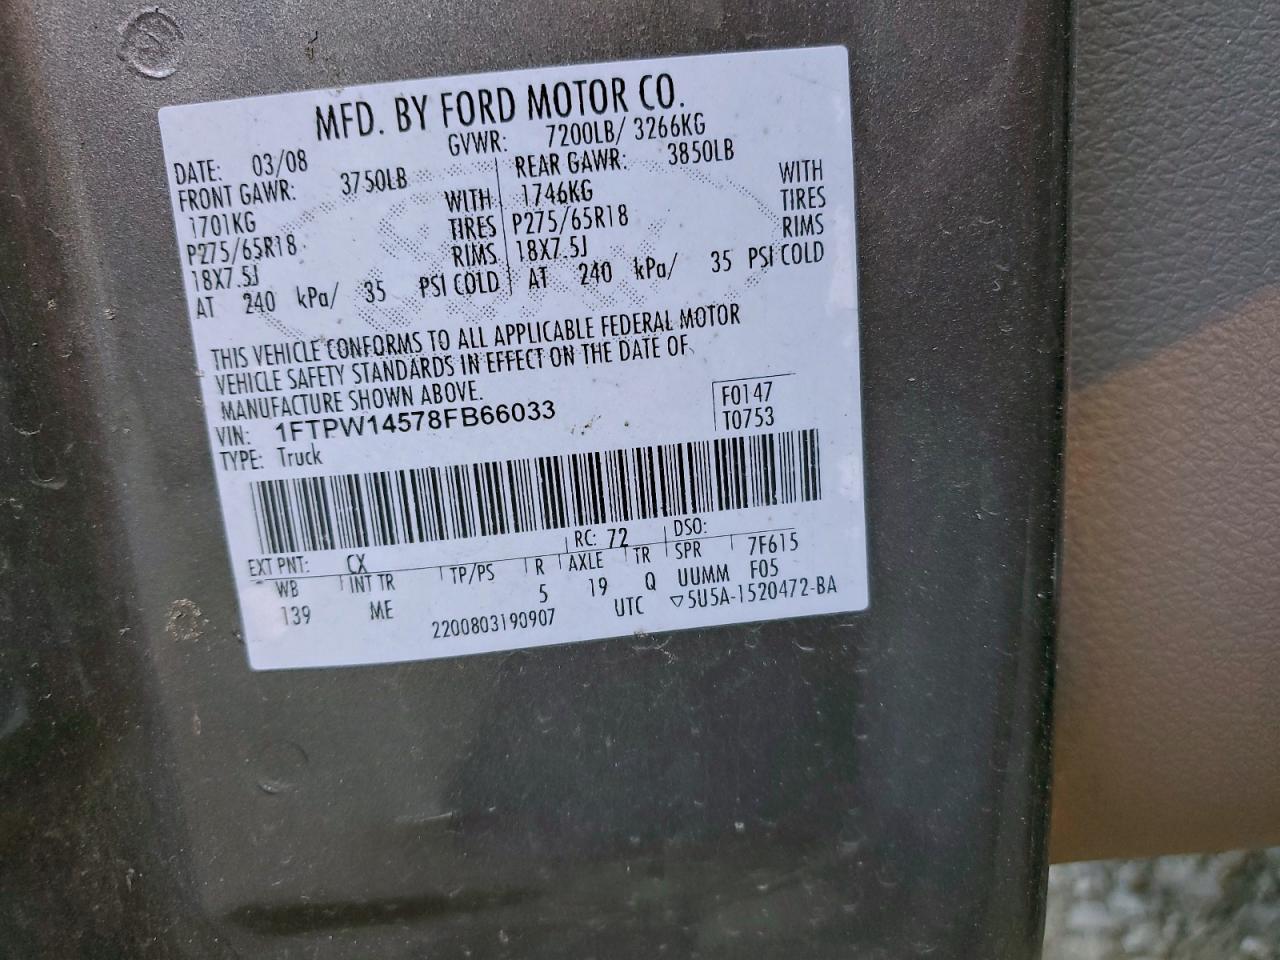 MFD. BY FORD MOTOR CO.
DATE: 03/08 GVWR: 7200LB/ 3266KG
FRONT GAWR: 3750LB REAR GAWR: 3850LB
1701KG WITH 1746KG WITH
P275/65R18 TIRES P275/65R18 TIRES
18X7.5J RIMS 18X7.5J RIMS
AT 240 kPa/ 35 PSI COLD AT 240 kPa/ 35 PSI COLD
THIS VEHICLE CONFORMS TO ALL APPLICABLE FEDERAL MOTOR
VEHICLE SAFETY STANDARDS IN EFFECT ON THE DATE OF
MANUFACTURE SHOWN ABOVE.
VIN: 1FTPW14578FB66033 F0147
TYPE: Truck T0753
EXT PNT: CX RC: 72 DSO:
WB INT TR TP/PS R AXLE TR SPR 7F615
139 ME 5 19 Q UUMM F05
2200803190907 UTC ▽5U5A-1520472-BA